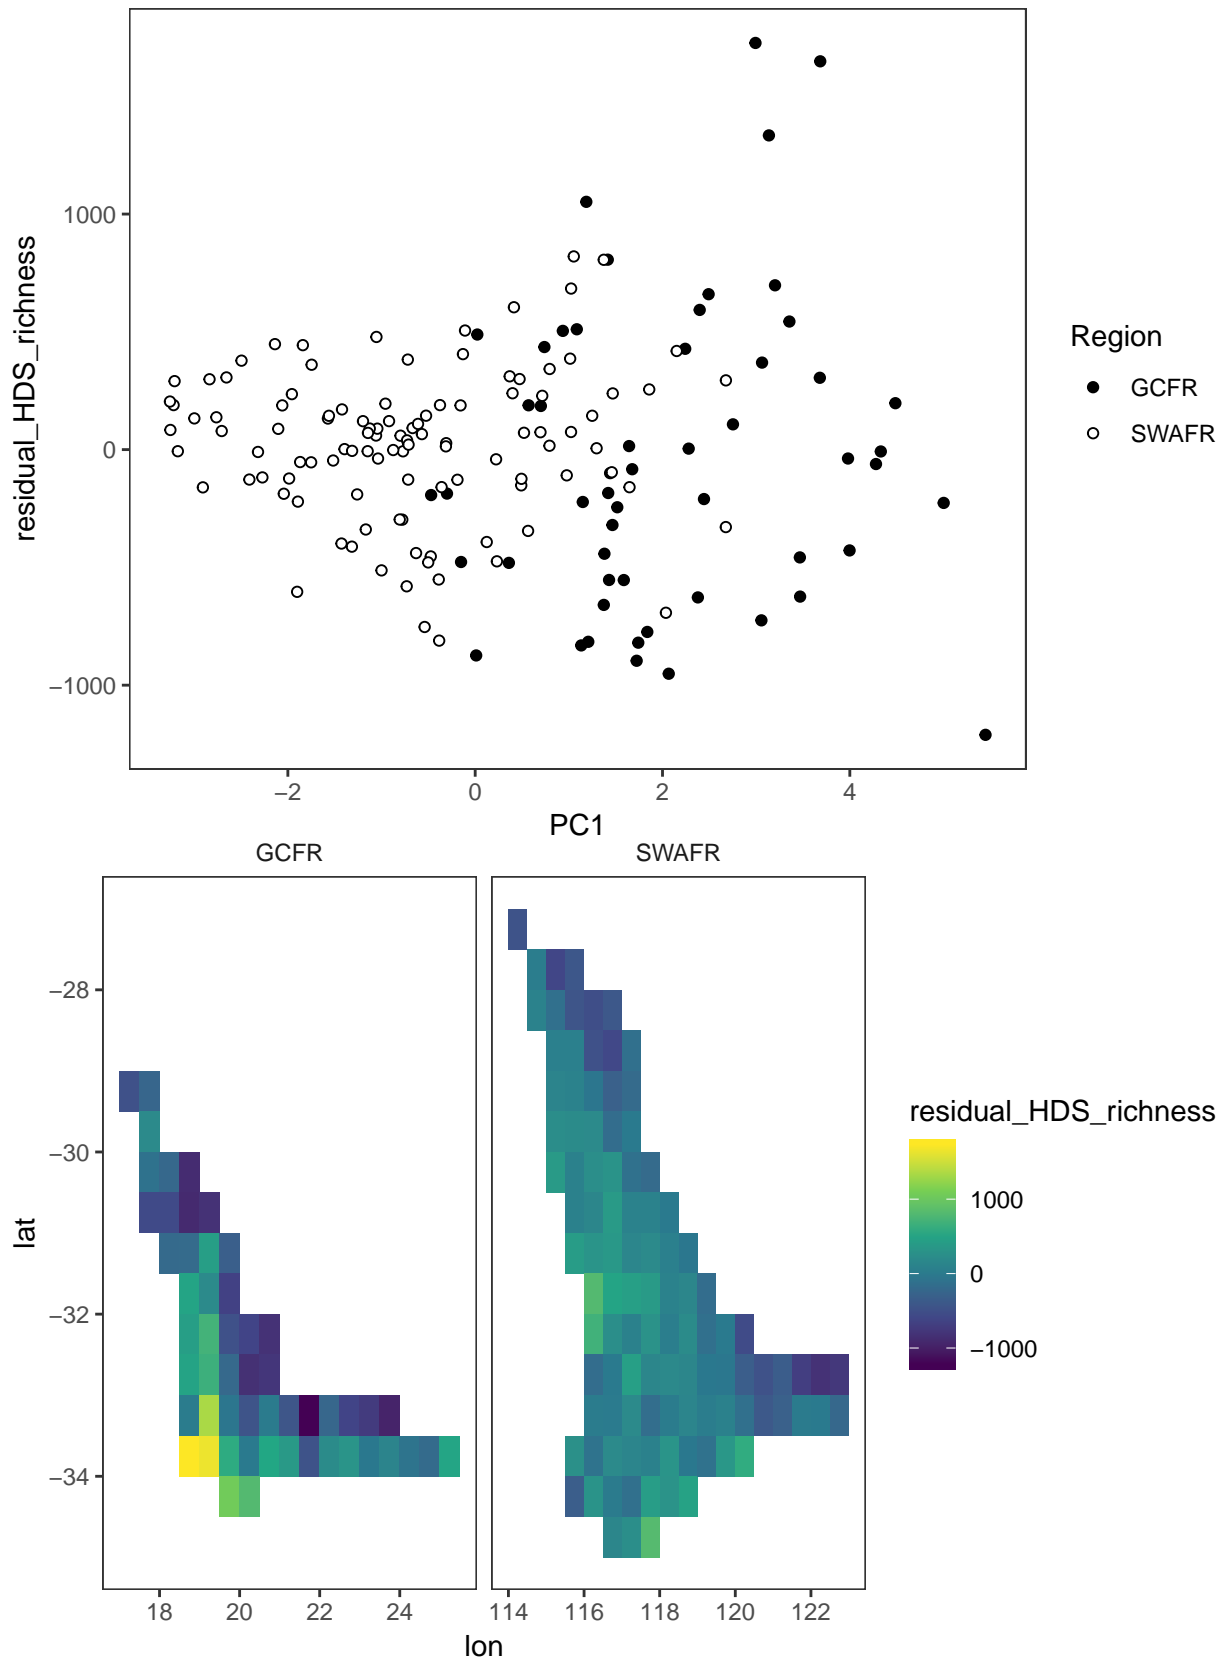 residual_HDS_richness
1000
0
−1000
−2
0
2
4
PC1
Region
GCFR
SWAFR
GCFR
SWAFR
lat
−28
−30
−32
−34
18
20
22
24
114
116
118
120
122
lon
residual_HDS_richness
1000
0
−1000